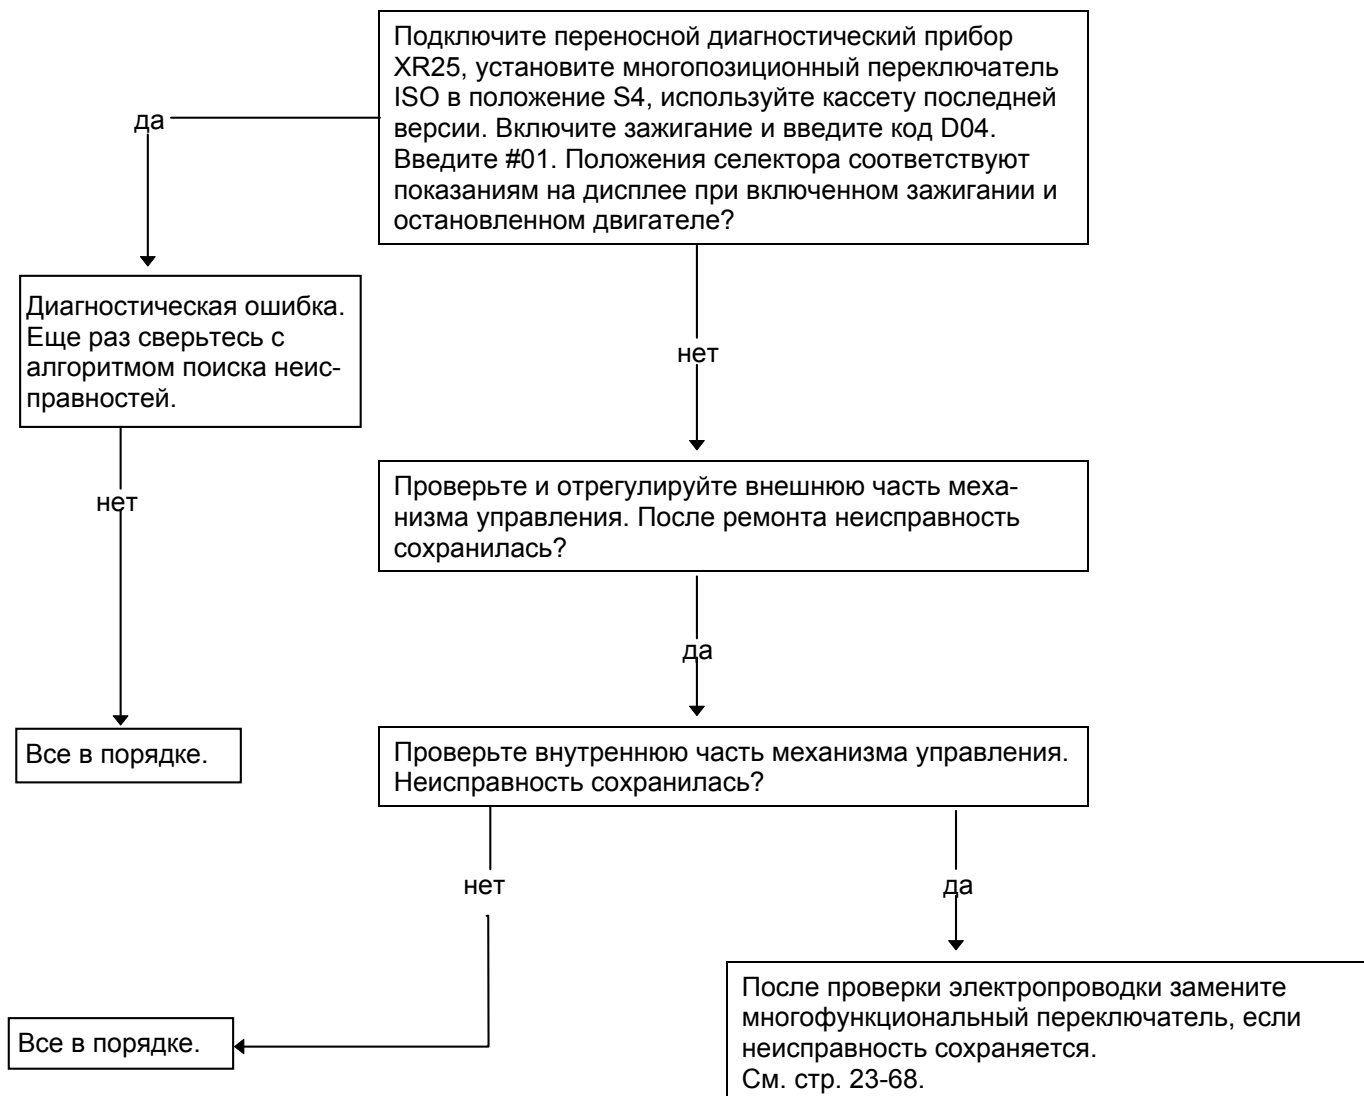 Подключите переносной диагностический прибор
XR25, установите многопозиционный переключатель
ISO в положение S4, используйте кассету последней
версии. Включите зажигание и введите код D04.
Введите #01. Положения селектора соответствуют
показаниям на дисплее при включенном зажигании и
остановленном двигателе?
да
Диагностическая ошибка.
Еще раз сверьтесь с
алгоритмом поиска неис-
правностей.
нет
нет
Проверьте и отрегулируйте внешнюю часть меха-
низма управления. После ремонта неисправность
сохранилась?
да
Все в порядке.
Проверьте внутреннюю часть механизма управления.
Неисправность сохранилась?
нет
да
Все в порядке.
После проверки электропроводки замените
многофункциональный переключатель, если
неисправность сохраняется.
См. стр. 23-68.